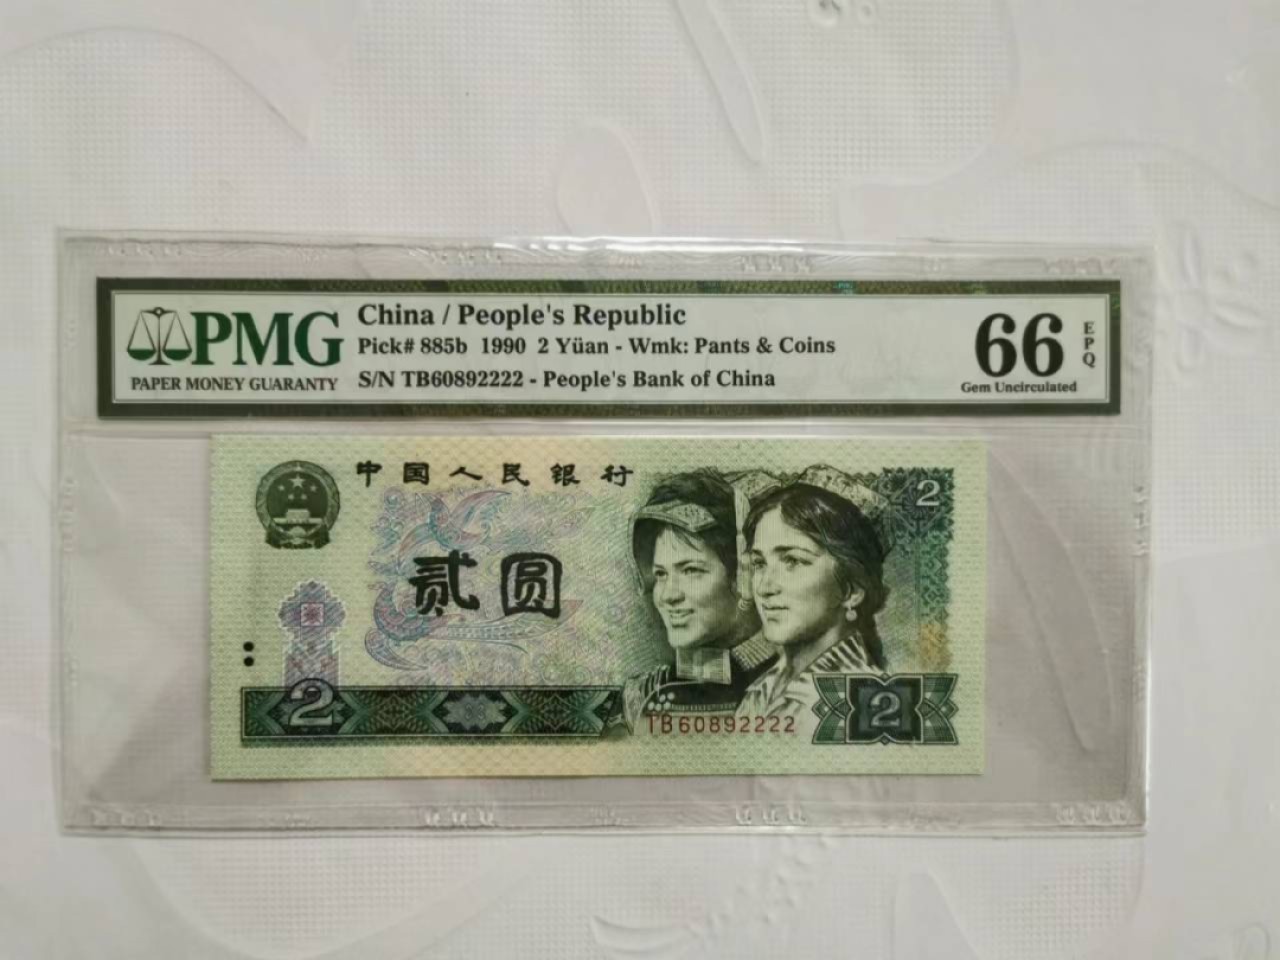 PMG
PAPER MONEY GUARANTY
China / People's Republic
Pick# 885b 1990 2 Yüan - Wmk: Pants & Coins
S/N TB60892222 - People's Bank of China
66
EPQ
Gem Uncirculated
中国人民银行
2
贰圆
2
TB60892222
2